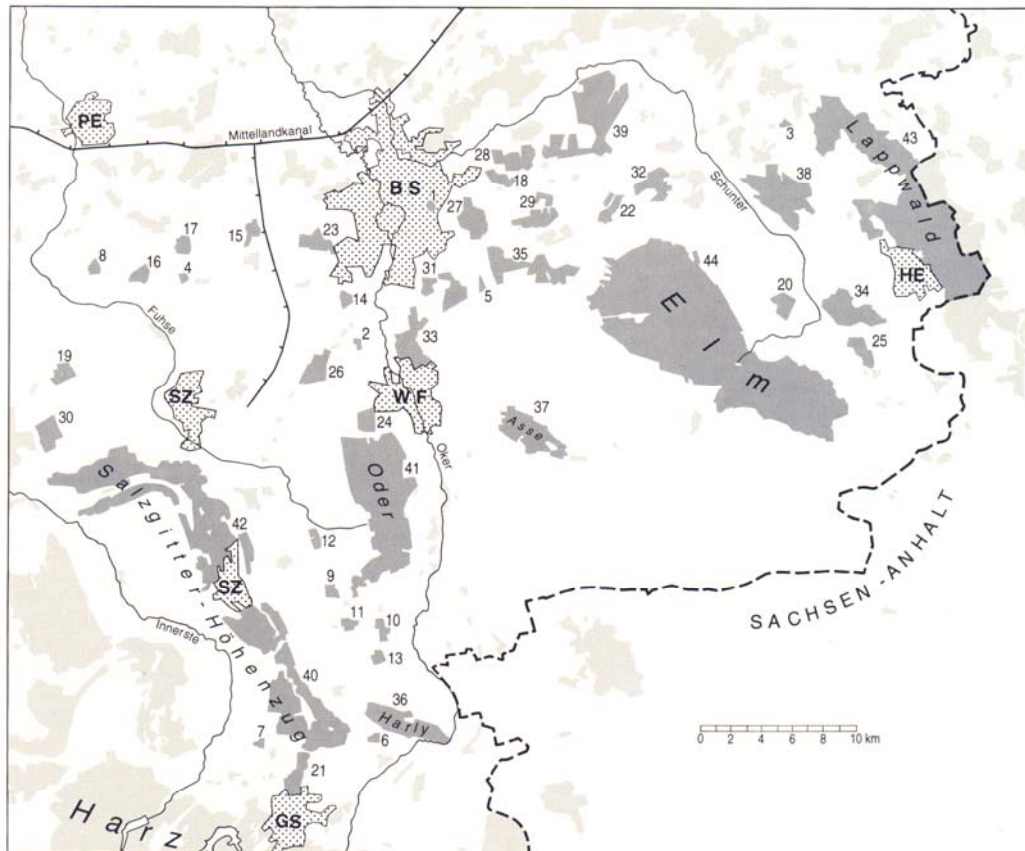 PE
Mittellandkanal
B S
28
18
39
32
Schunter
3
Lappwald
43
38
HE
8
16
17
4
15
23
1
27
29
22
35
31
5
14
2
33
26
44
Elm
20
34
25
Fuhse
19
30
SZ
W F
24
37
Asse
Oker
41
Oder
Salzgitter-Höhenzug
42
SZ
12
9
11
10
13
Innerste
40
36
Harly
6
7
21
GS
Harz
SACHSEN-ANHALT
0 2 4 6 8 10 km